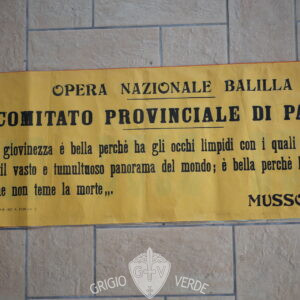 OPERA NAZIONALE BALILLA
COMITATO PROVINCIALE DI PA
giovinezza è bella perchè ha gli occhi limpidi con i quali
il vasto e tumultuoso panorama del mondo; è bella perchè
non teme la morte„.
MUSSO
GRIGIO VERDE